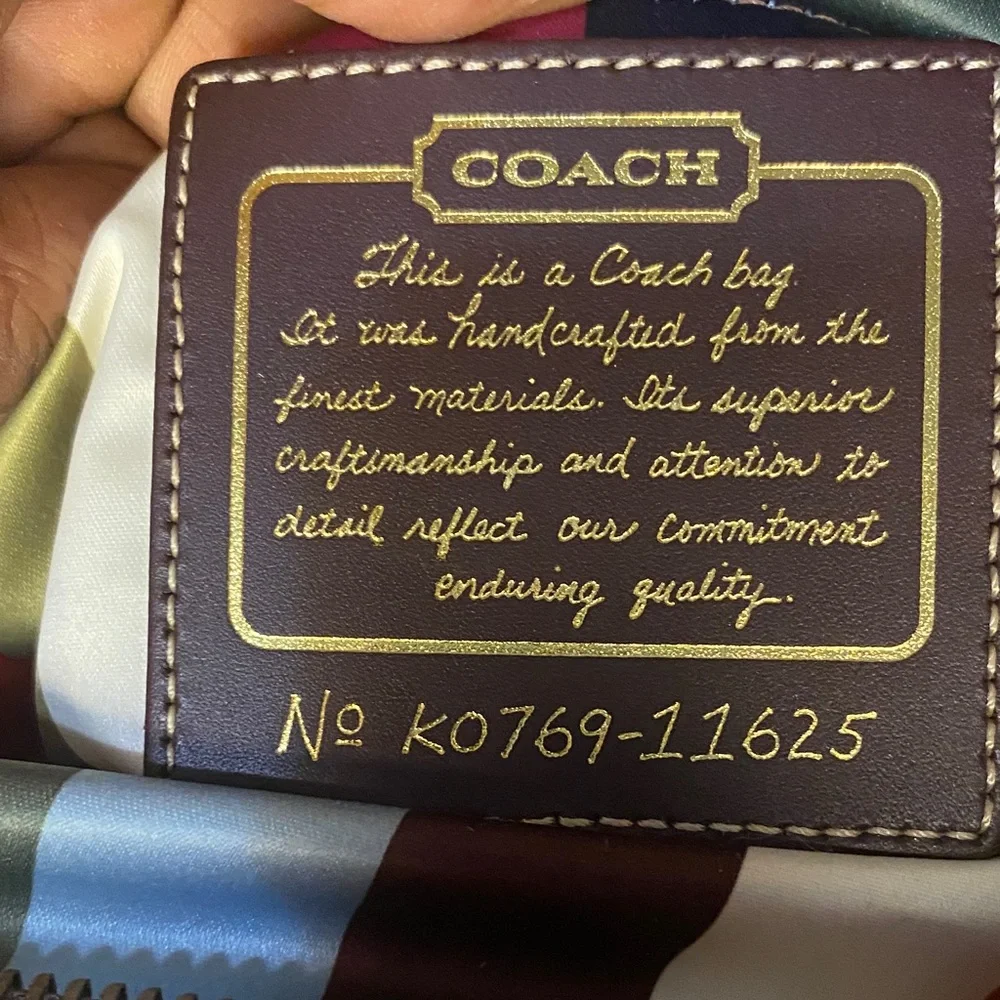 COACH
This is a Coach bag.
It was handcrafted from the
finest materials. Its superior
craftsmanship and attention to
detail reflect our commitment
enduring quality.
No K0769-11625